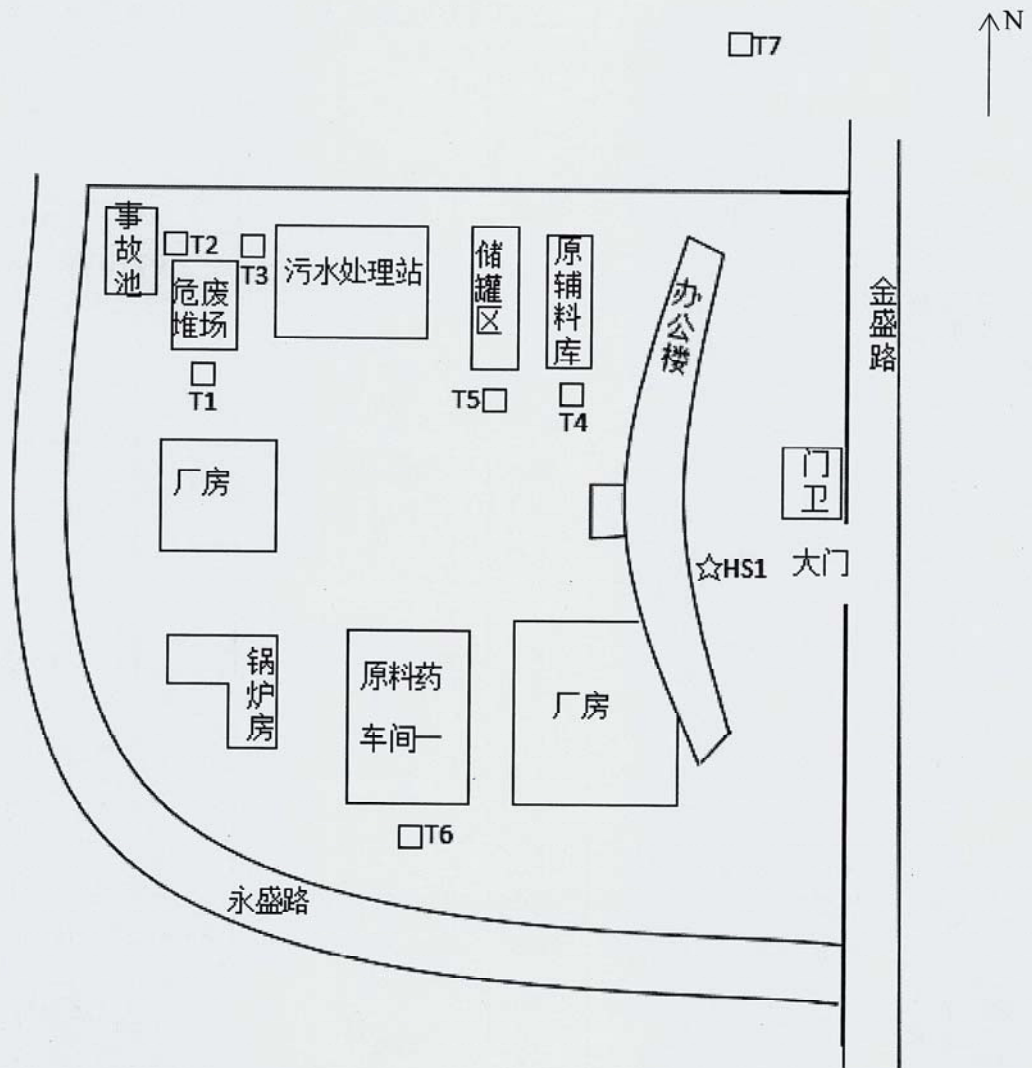 N
T7
事故池
T2
T3
危废
堆场
污水处理站
储罐区
原辅料库
办公楼
金盛路
T1
T5
T4
厂房
门卫
HS1
大门
锅炉房
原料药
车间一
厂房
T6
永盛路